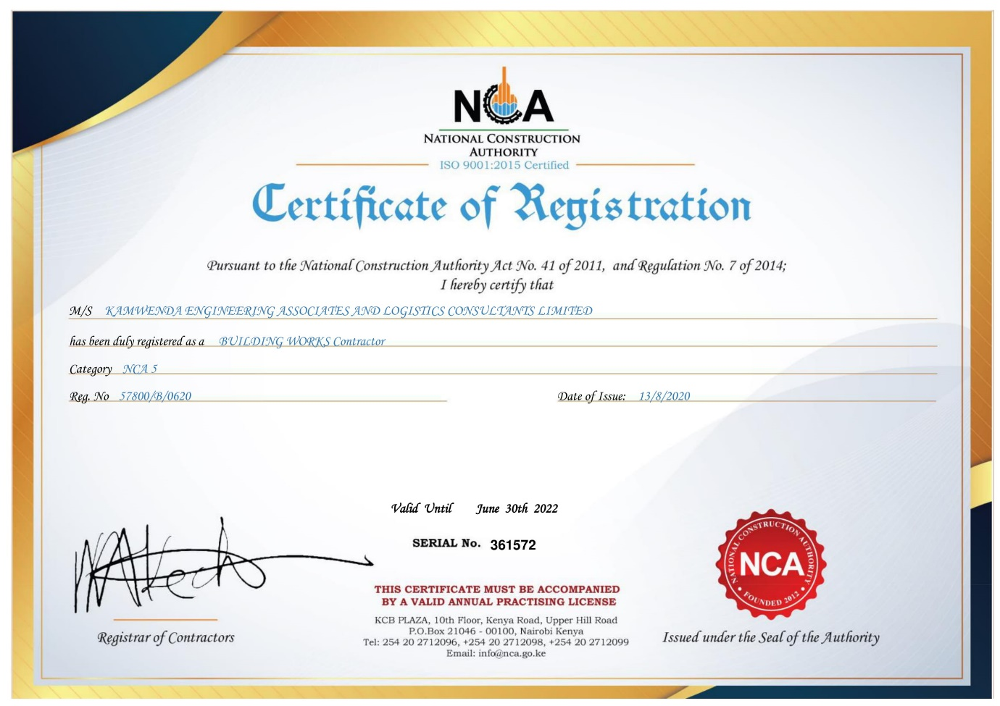 NCA
NATIONAL CONSTRUCTION
AUTHORITY
ISO 9001:2015 Certified
Certificate of Registration
Pursuant to the National Construction Authority Act No. 41 of 2011, and Regulation No. 7 of 2014;
I hereby certify that
M/S KAMWENDA ENGINEERING ASSOCIATES AND LOGISTICS CONSULTANTS LIMITED
has been duly registered as a BUILDING WORKS Contractor
Category NCA 5
Reg. No 57800/B/0620 Date of Issue: 13/8/2020
Valid Until June 30th 2022
SERIAL No. 361572
THIS CERTIFICATE MUST BE ACCOMPANIED
BY A VALID ANNUAL PRACTISING LICENSE
KCB PLAZA, 10th Floor, Kenya Road, Upper Hill Road
P.O.Box 21046 - 00100, Nairobi Kenya
Tel: 254 20 2712096, +254 20 2712098, +254 20 2712099
Email: info@nca.go.ke
Registrar of Contractors
NATIONAL CONSTRUCTION AUTHORITY
NCA
FOUNDED 2012
Issued under the Seal of the Authority